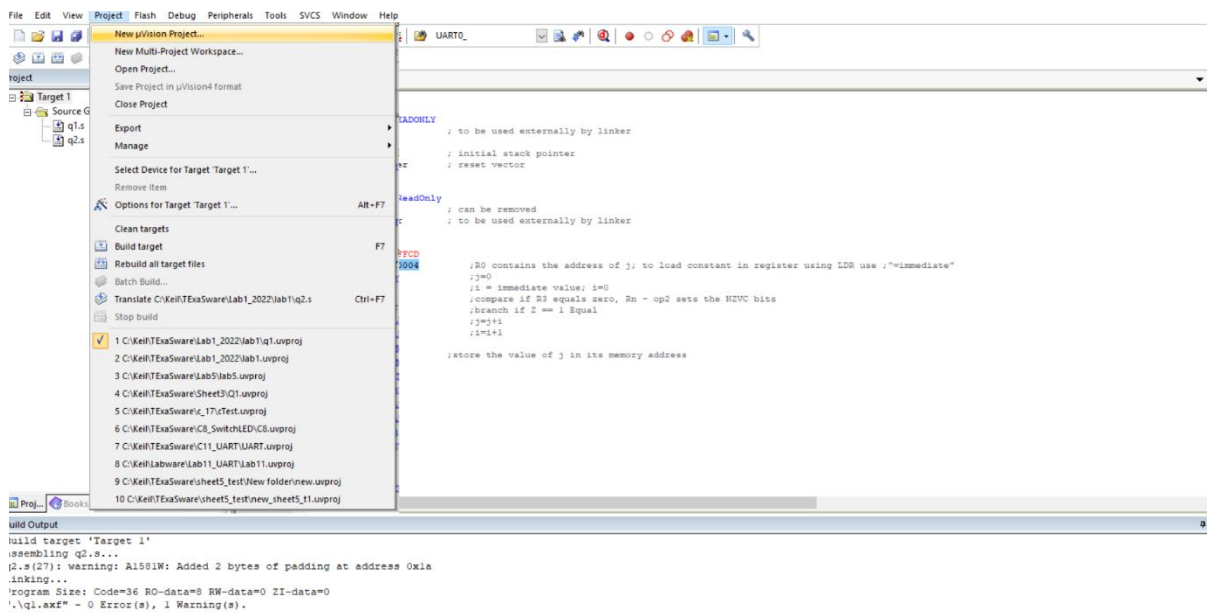 File Edit View Project Flash Debug Peripherals Tools SVCS Window Help
New µVision Project...
UART0_
New Multi-Project Workspace...
Open Project...
roject
Save Project in µVision4 format
Target 1
Close Project
Source G
EADONLY
q1.s
Export
; to be used externally by linker
q2.s
Manage
; initial stack pointer
; reset vector
Select Device for Target 'Target 1'...
Remove Item
ReadOnly
Options for Target 'Target 1'... Alt+F7
; can be removed
; to be used externally by linker
Clean targets
Build target F7
FFCD
Rebuild all target files
0004 ;R0 contains the address of j; to load constant in register using LDR use ;"=immediate"
;j=0
Batch Build...
;i = immediate value; i=0
Translate C:\Keil\TExaSware\Lab1_2022\lab1\q2.s Ctrl+F7
;compare if R3 equals zero, Rn - op2 sets the NZVC bits
;branch if Z == 1 Equal
Stop build
;j=j+i
;i=i+1
1 C:\Keil\TExaSware\Lab1_2022\lab1\q1.uvproj
2 C:\Keil\TExaSware\Lab1_2022\lab1.uvproj
;store the value of j in its memory address
3 C:\Keil\TExaSware\Lab5\lab5.uvproj
4 C:\Keil\TExaSware\Sheet3\Q1.uvproj
5 C:\Keil\TExaSware\c_17\cTest.uvproj
6 C:\Keil\TExaSware\C8_SwitchLED\C8.uvproj
7 C:\Keil\TExaSware\C11_UART\UART.uvproj
8 C:\Keil\Labware\Lab11_UART\Lab11.uvproj
9 C:\Keil\TExaSware\sheet5_test\New folder\new.uvproj
10 C:\Keil\TExaSware\sheet5_test\new_sheet5_t1.uvproj
Proj... Books
uild Output
Build target 'Target 1'
assembling q2.s...
q2.s(27): warning: A1581W: Added 2 bytes of padding at address 0x1a
linking...
Program Size: Code=36 RO-data=8 RW-data=0 ZI-data=0
".\q1.axf" - 0 Error(s), 1 Warning(s).